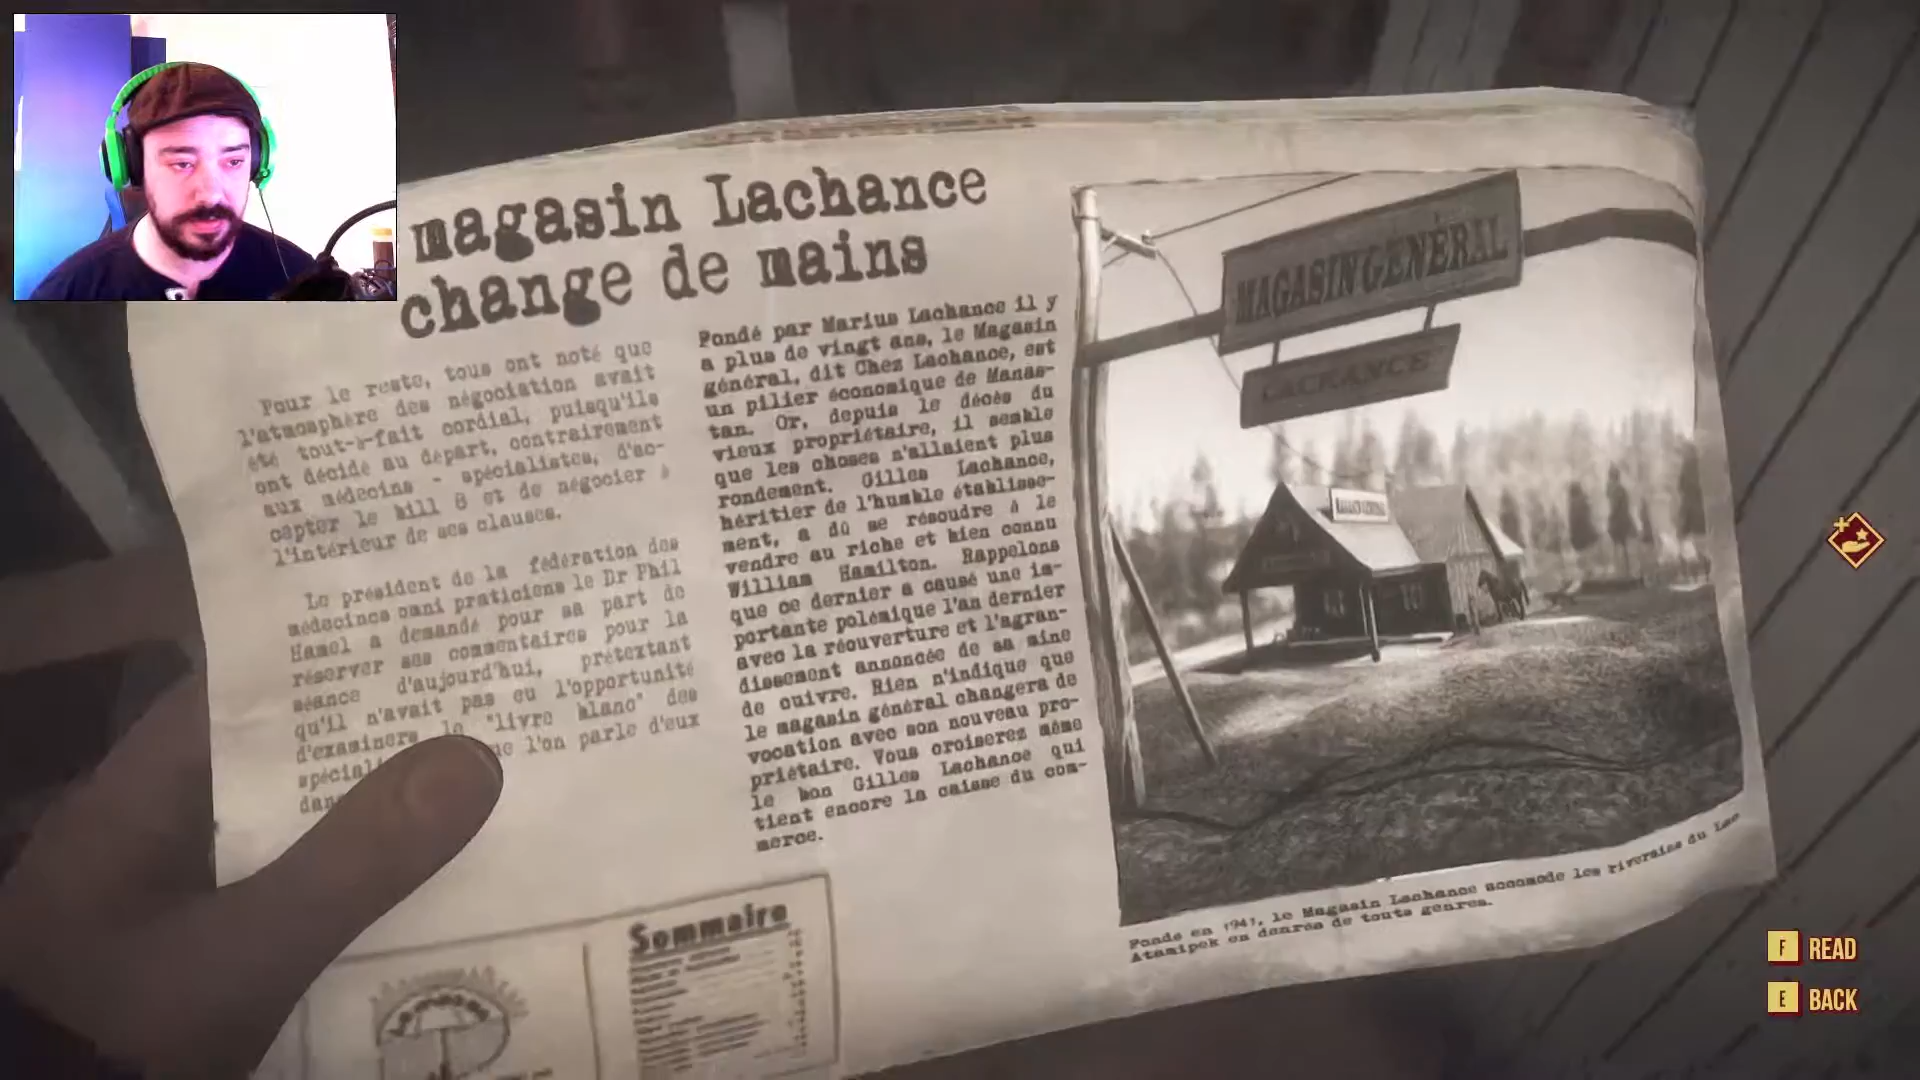 magasin Lachance
change de mains
Pour le reste, tous ont noté que
l'atmosphère des négociation avait
été tout-à-fait cordial, puisqu'ils
ont décidé au départ, contrairement
aux médecins - spécialistes, d'ac-
capter le bill 8 et de négocier à
l'intérieur de ses clauses.
Le président de la fédération des
médecines omni praticiens le Dr Phil
Hamel a demandé pour sa part de
réserver ses commentaires pour la
séance d'aujourd'hui, prétextant
qu'il n'avait pas eu l'opportunité
d'examiners le "livre blanc" des
l'on parle d'eux
Fondé par Marius Lachance il y
a plus de vingt ans, le Magasin
général, dit Chez Lachance, est
un pilier économique de Manas-
tan. Or, depuis le décès du
vieux propriétaire, il semble
que les choses n'allaient plus
rondement. Gilles Lachance,
héritier de l'humble établisse-
ment, a dû se résoudre à le
vendre au riche et bien connu
William Hamilton. Rappelons
que ce dernier a causé une im-
portante polémique l'an dernier
avec la réouverture et l'agran-
dissement annoncée de sa mine
de cuivre. Rien n'indique que
le magasin général changera de
vocation avec son nouveau pro-
priétaire. Vous croiserez même
le bon Gilles Lachance qui
tient encore la caisse du com-
merce.
MAGASIN GÉNÉRAL
LACHANCE
Fondé en 1941, le Magasin Lachance accomode les riverains du Lac
Atamipek en denrés de touts genres.
Sommaire
F READ
E BACK